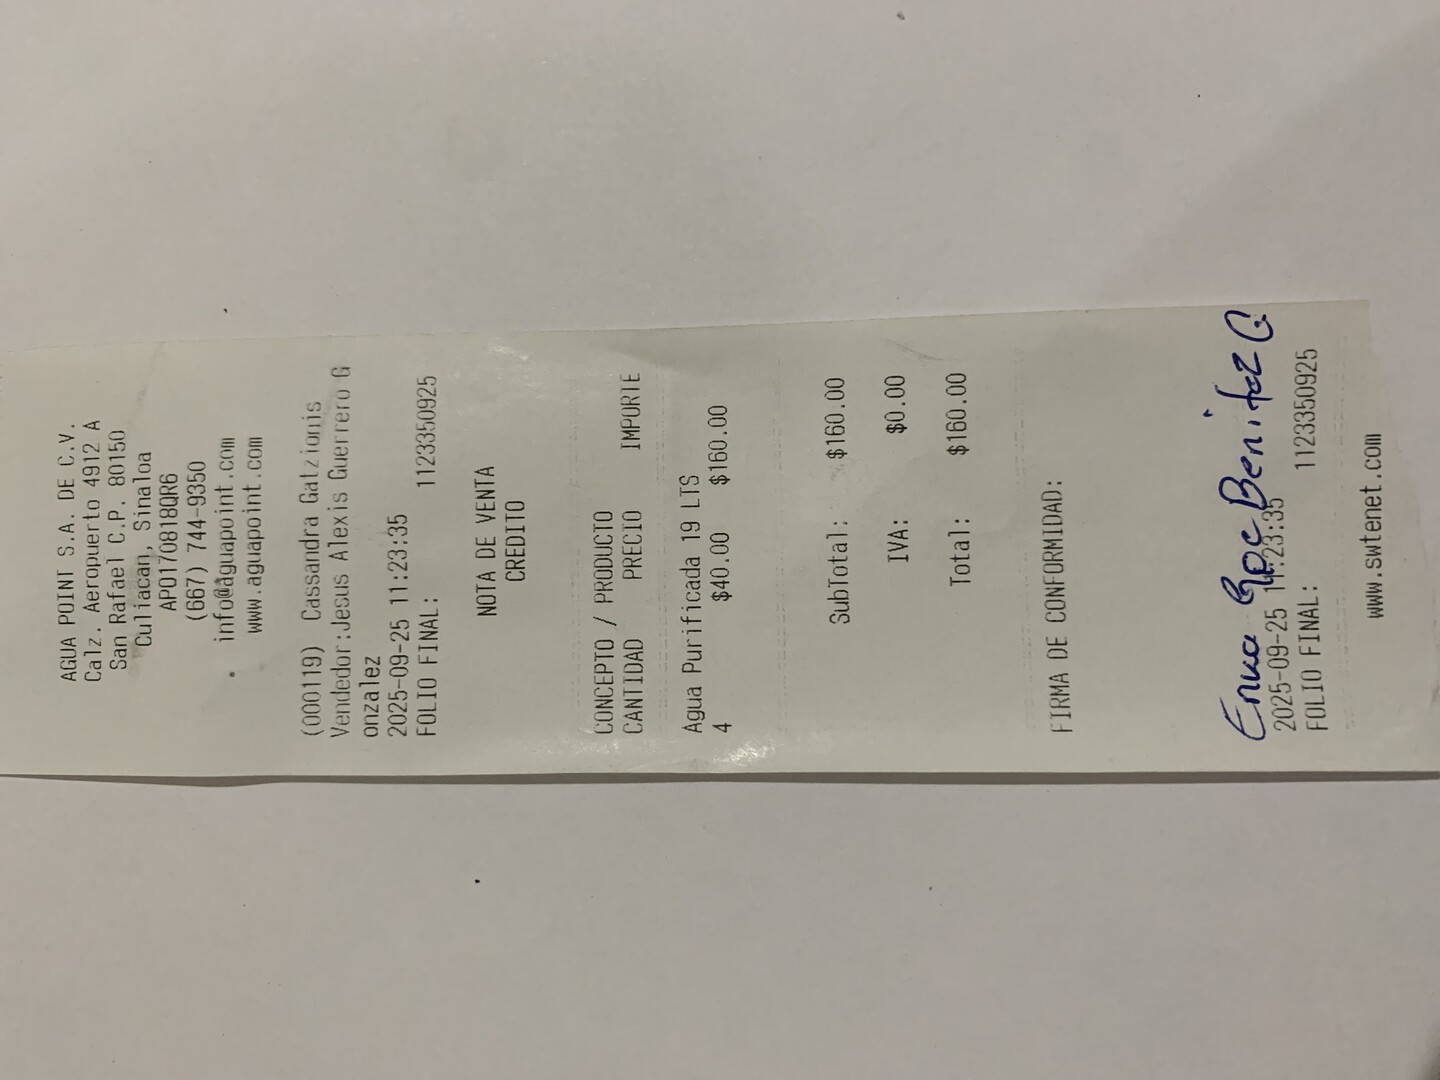 AGUA POINT S.A. DE C.V.
Calz. Aeropuerto 4912 A
San Rafael C.P. 80150
Culiacan, Sinaloa
APO170818QR6
(667) 744-9350
info@aguapoint.com
www.aguapoint.com
(000119) Cassandra Gatzionis
Vendedor:Jesus Alexis Guerrero G
onzalez
2025-09-25 11:23:35
FOLIO FINAL: 1123350925
NOTA DE VENTA
CREDITO
CONCEPTO / PRODUCTO
CANTIDAD PRECIO IMPORTE
Agua Purificada 19 LTS
4 $40.00 $160.00
SubTotal: $160.00
IVA: $0.00
Total: $160.00
FIRMA DE CONFORMIDAD:
Benitez G
2025-09-25 11:23:35
FOLIO FINAL: 1123350925
www.swtenet.com